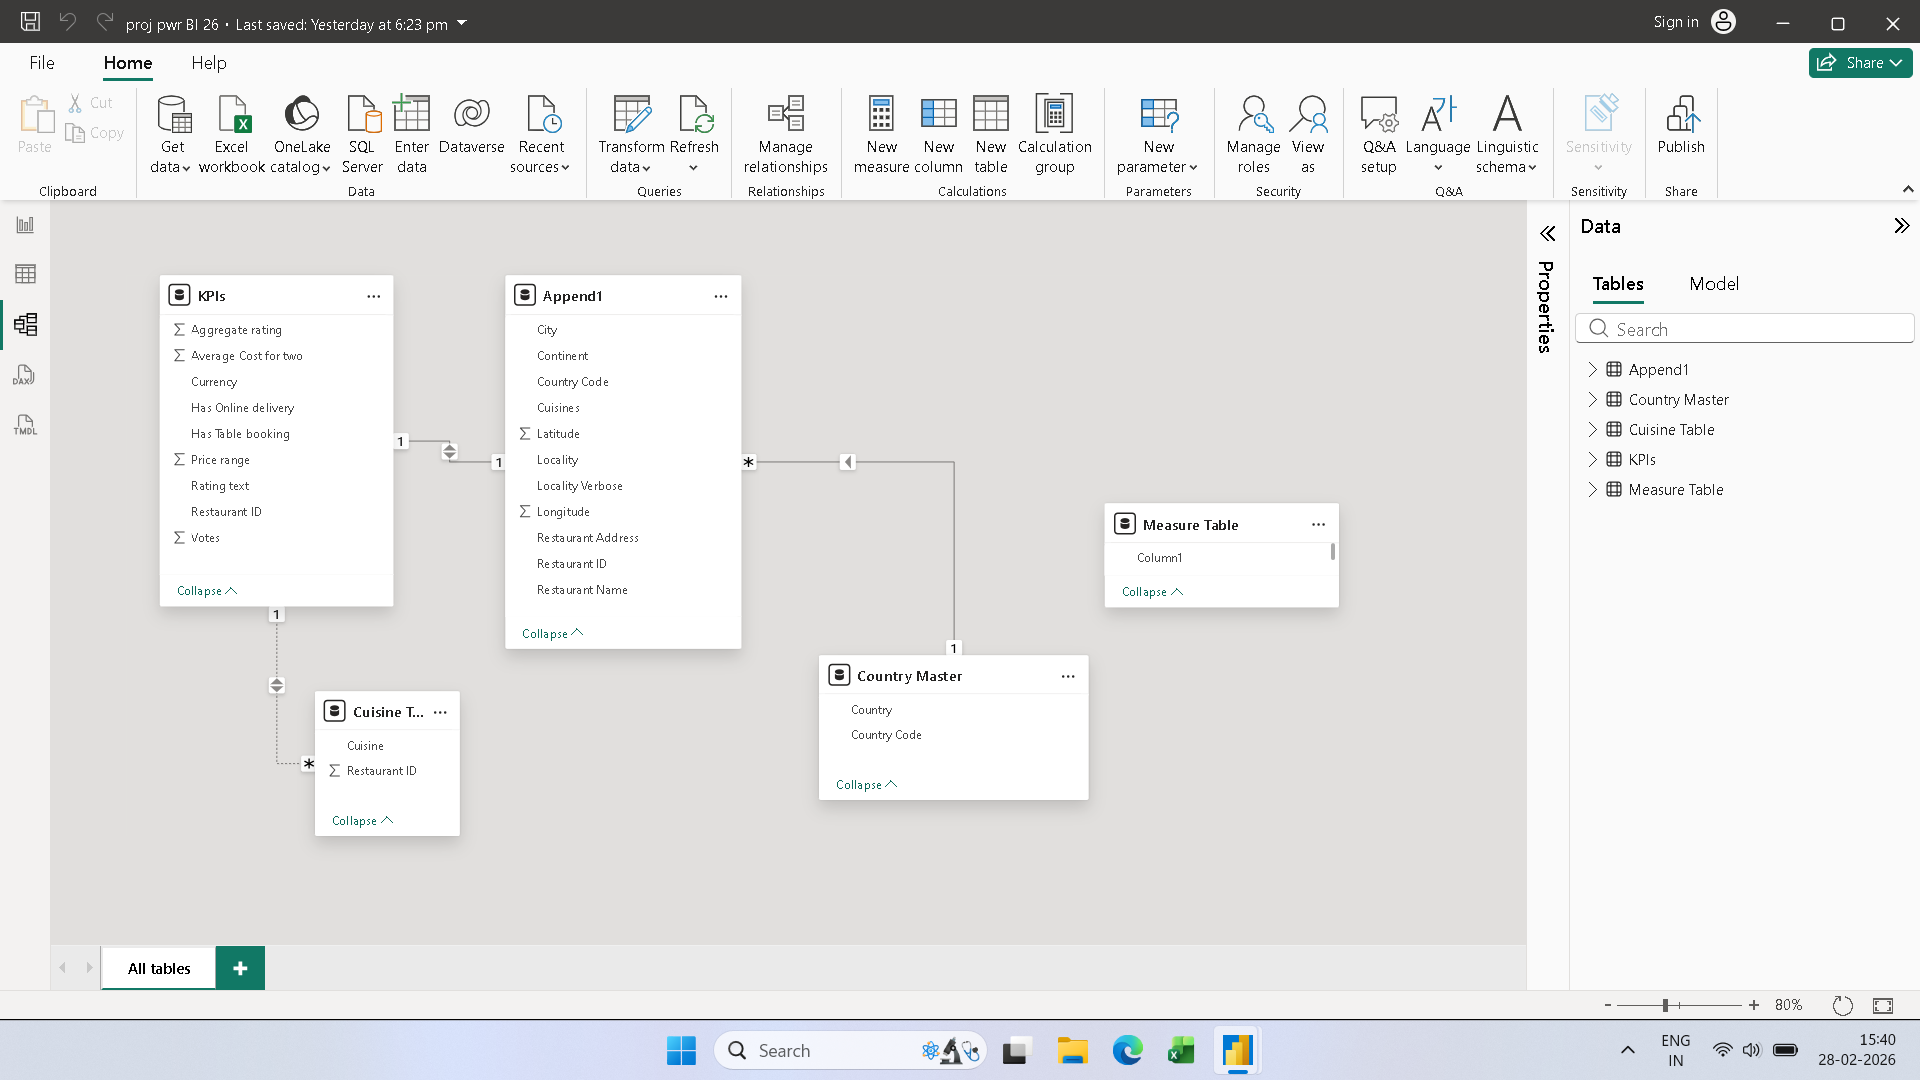 proj pwr BI 26 • Last saved: Yesterday at 6:23 pm
Sign in
File
Home
Help
Share
Paste
Cut
Copy
Clipboard
Get data
Excel workbook
OneLake catalog
SQL Server
Enter data
Dataverse
Recent sources
Data
Transform data
Refresh
Queries
Manage relationships
Relationships
New measure
New column
New table
Calculation group
Calculations
New parameter
Parameters
Manage roles
View as
Security
Q&A setup
Language
Linguistic schema
Q&A
Sensitivity
Sensitivity
Publish
Share
DAX
TMDL
KPIs
Aggregate rating
Average Cost for two
Currency
Has Online delivery
Has Table booking
Price range
Rating text
Restaurant ID
Votes
Collapse
1
1
Append1
City
Continent
Country Code
Cuisines
Latitude
Locality
Locality Verbose
Longitude
Restaurant Address
Restaurant ID
Restaurant Name
Collapse
*
1
Cuisine T...
Cuisine
Restaurant ID
Collapse
1
*
Country Master
Country
Country Code
Collapse
Measure Table
Column1
Collapse
Properties
Data
Tables
Model
Search
Append1
Country Master
Cuisine Table
KPIs
Measure Table
All tables
+
- + 80%
Search
ENG
IN
15:40
28-02-2026